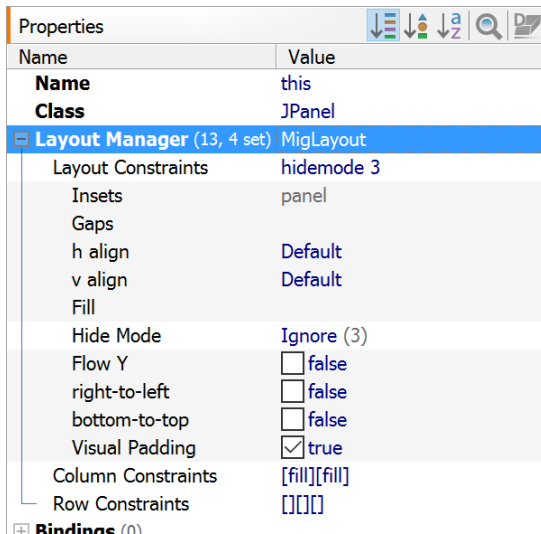 Properties
Name Value
Name this
Class JPanel
Layout Manager (13, 4 set) MigLayout
Layout Constraints hidemode 3
Insets panel
Gaps
h align Default
v align Default
Fill
Hide Mode Ignore (3)
Flow Y false
right-to-left false
bottom-to-top false
Visual Padding true
Column Constraints [fill][fill]
Row Constraints [][][]
Bindings (0)